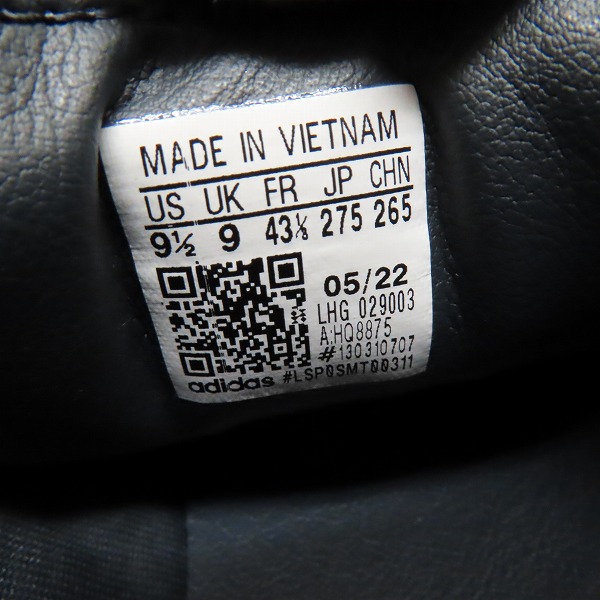 MADE IN VIETNAM
US UK FR JP CHN
9½ 9 43⅓ 275 265
05/22
LHG 029003
A:HQ8875
#130310707
adidas #LSP0SMT00311